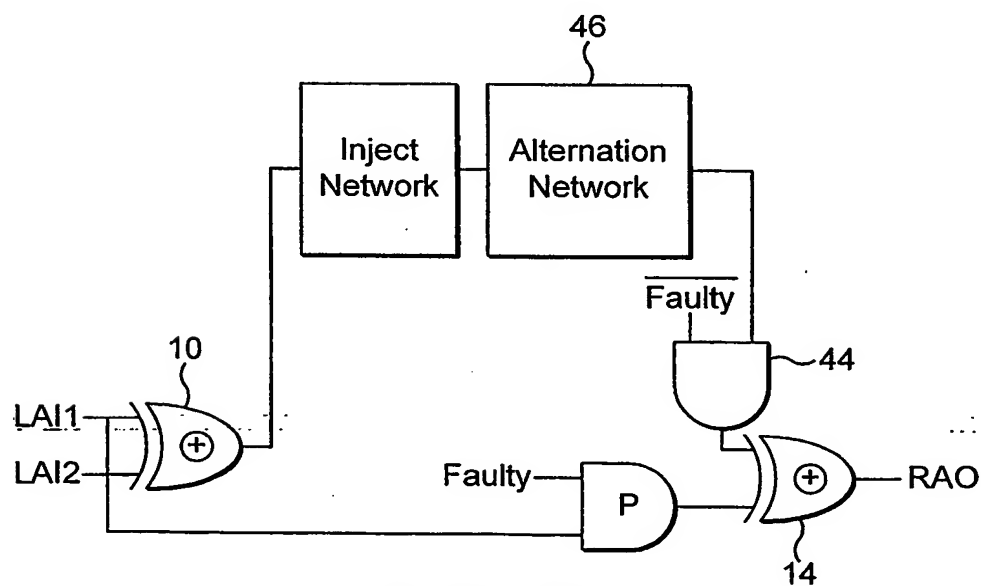 46
Inject
Network
Alternation
Network
Faulty
44
10
LAI1
LAI2
Faulty
P
RAO
14